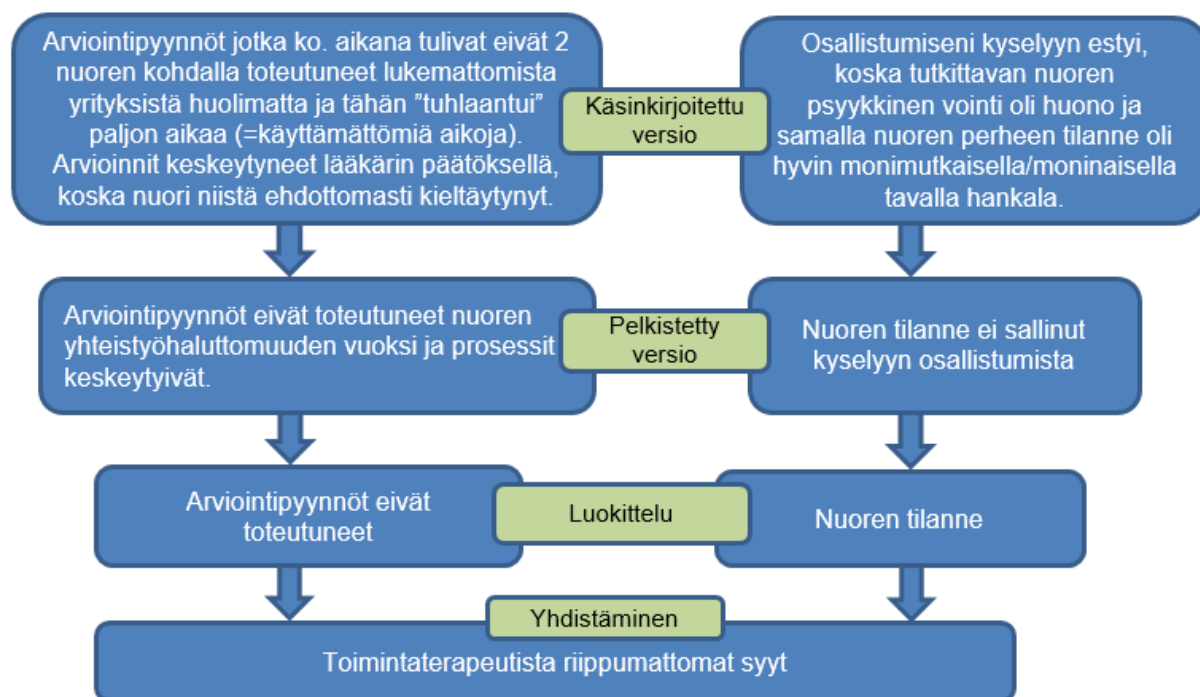 Arviointipyynnöt jotka ko. aikana tulivat eivät 2
nuoren kohdalla toteutuneet lukemattomista
yrityksistä huolimatta ja tähän ”tuhlaantui”
paljon aikaa (=käyttämättömiä aikoja).
Arvioinnit keskeytyneet lääkärin päätöksellä,
koska nuori niistä ehdottomasti kieltäytynyt.
Käsinkirjoitettu
versio
Osallistumiseni kyselyyn estyi,
koska tutkittavan nuoren
psyykkinen vointi oli huono ja
samalla nuoren perheen tilanne oli
hyvin monimutkaisella/moninaisella
tavalla hankala.
Arviointipyynnöt eivät toteutuneet nuoren
yhteistyöhaluttomuuden vuoksi ja prosessit
keskeytyivät.
Pelkistetty
versio
Nuoren tilanne ei sallinut
kyselyyn osallistumista
Arviointipyynnöt eivät
toteutuneet
Luokittelu
Nuoren tilanne
Yhdistäminen
Toimintaterapeutista riippumattomat syyt